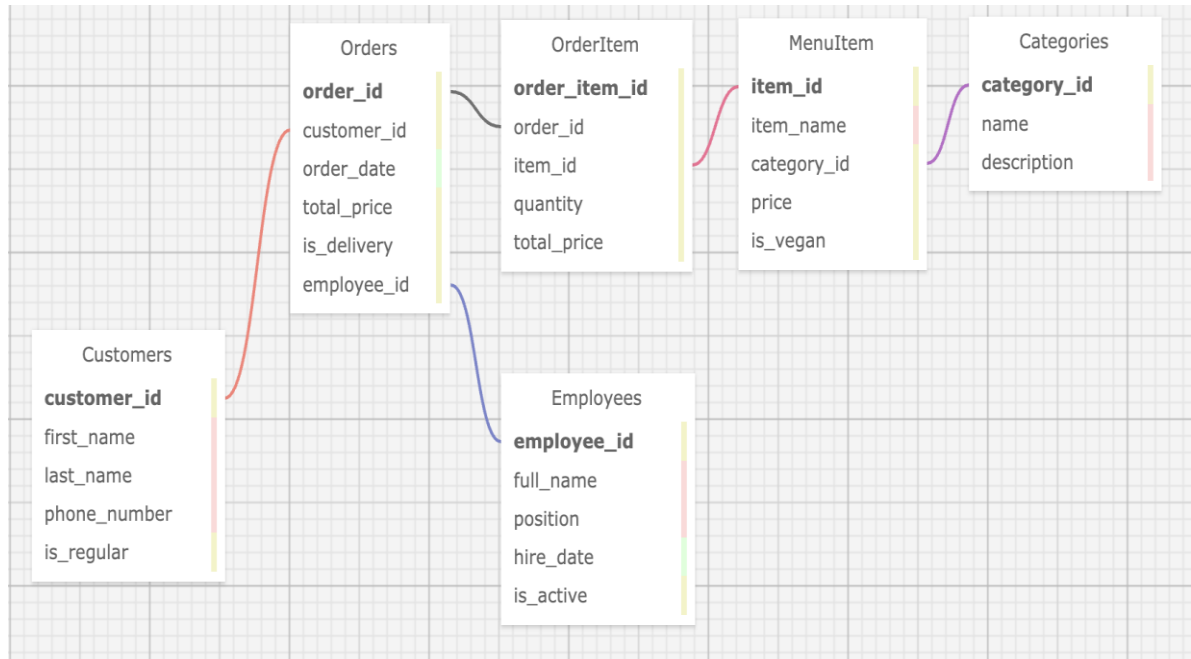 Orders
order_id
customer_id
order_date
total_price
is_delivery
employee_id
OrderItem
order_item_id
order_id
item_id
quantity
total_price
MenuItem
item_id
item_name
category_id
price
is_vegan
Categories
category_id
name
description
Customers
customer_id
first_name
last_name
phone_number
is_regular
Employees
employee_id
full_name
position
hire_date
is_active